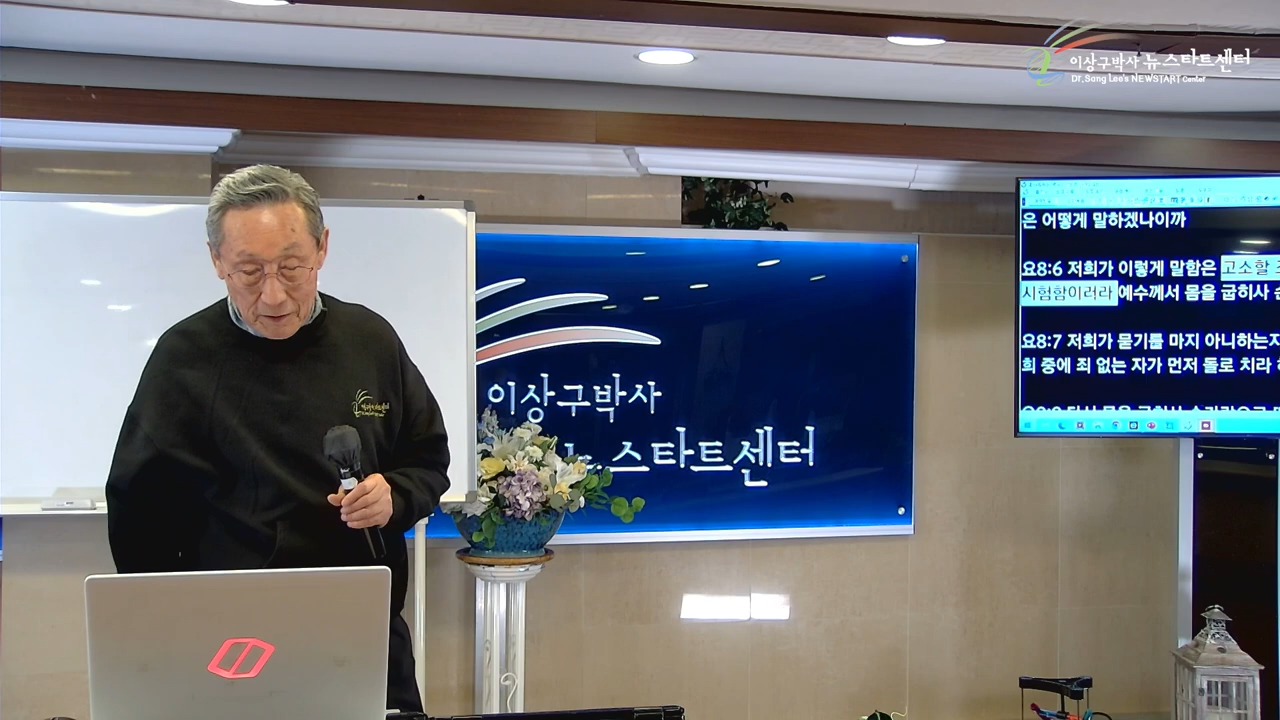 이상구박사 뉴스타트센터
Dr. Sang Lee's NEWSTART Center
은 어떻게 말하겠나이까
요8:6 저희가 이렇게 말함은 고소할
시험함이러라 예수께서 몸을 굽히사
요8:7 저희가 묻기를 마지 아니하는지
희 중에 죄 없는 자가 먼저 돌로 치라
이상구박사
뉴스타트센터